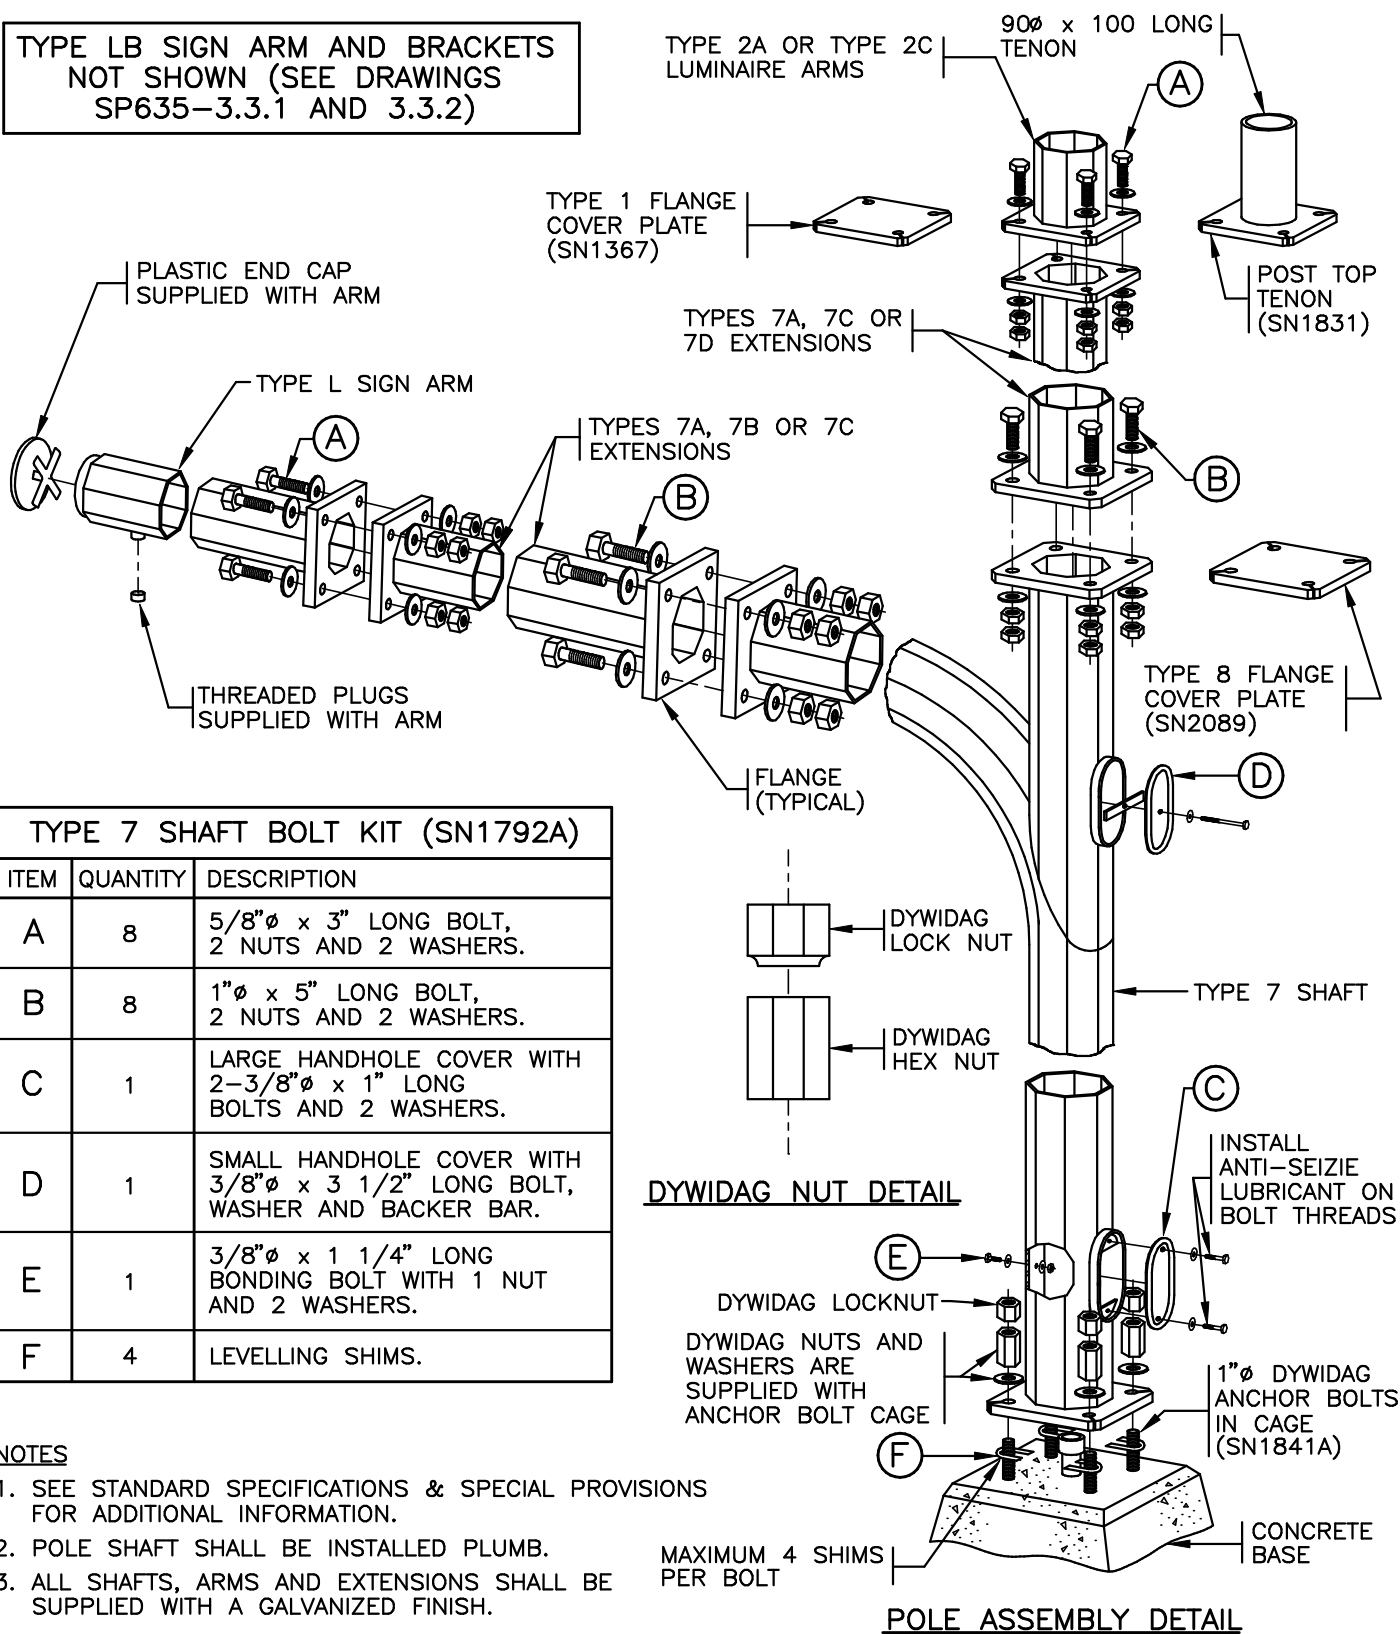 TYPE LB SIGN ARM AND BRACKETS
NOT SHOWN (SEE DRAWINGS
SP635-3.3.1 AND 3.3.2)
TYPE 2A OR TYPE 2C
LUMINAIRE ARMS
90ø x 100 LONG
TENON
A
TYPE 1 FLANGE
COVER PLATE
(SN1367)
POST TOP
TENON
(SN1831)
PLASTIC END CAP
SUPPLIED WITH ARM
TYPES 7A, 7C OR
7D EXTENSIONS
TYPE L SIGN ARM
A
TYPES 7A, 7B OR 7C
EXTENSIONS
B
B
THREADED PLUGS
SUPPLIED WITH ARM
TYPE 8 FLANGE
COVER PLATE
(SN2089)
FLANGE
(TYPICAL)
D
TYPE 7 SHAFT BOLT KIT (SN1792A)
ITEM QUANTITY DESCRIPTION
A 8 5/8"ø x 3" LONG BOLT,
2 NUTS AND 2 WASHERS.
B 8 1"ø x 5" LONG BOLT,
2 NUTS AND 2 WASHERS.
C 1 LARGE HANDHOLE COVER WITH
2-3/8"ø x 1" LONG
BOLTS AND 2 WASHERS.
D 1 SMALL HANDHOLE COVER WITH
3/8"ø x 3 1/2" LONG BOLT,
WASHER AND BACKER BAR.
E 1 3/8"ø x 1 1/4" LONG
BONDING BOLT WITH 1 NUT
AND 2 WASHERS.
F 4 LEVELLING SHIMS.
DYWIDAG
LOCK NUT
DYWIDAG
HEX NUT
DYWIDAG NUT DETAIL
TYPE 7 SHAFT
C
INSTALL
ANTI-SEIZIE
LUBRICANT ON
BOLT THREADS
E
DYWIDAG LOCKNUT
DYWIDAG NUTS AND
WASHERS ARE
SUPPLIED WITH
ANCHOR BOLT CAGE
1"ø DYWIDAG
ANCHOR BOLTS
IN CAGE
(SN1841A)
F
MAXIMUM 4 SHIMS
PER BOLT
CONCRETE
BASE
POLE ASSEMBLY DETAIL
NOTES
1. SEE STANDARD SPECIFICATIONS & SPECIAL PROVISIONS
FOR ADDITIONAL INFORMATION.
2. POLE SHAFT SHALL BE INSTALLED PLUMB.
3. ALL SHAFTS, ARMS AND EXTENSIONS SHALL BE
SUPPLIED WITH A GALVANIZED FINISH.